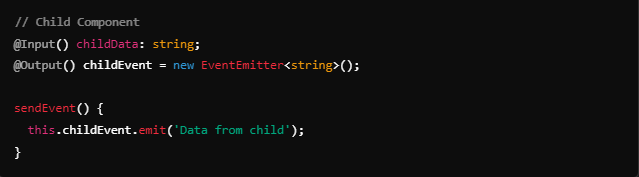 // Child Component
@Input() childData: string;
@Output() childEvent = new EventEmitter<string>();

sendEvent() {
  this.childEvent.emit('Data from child');
}